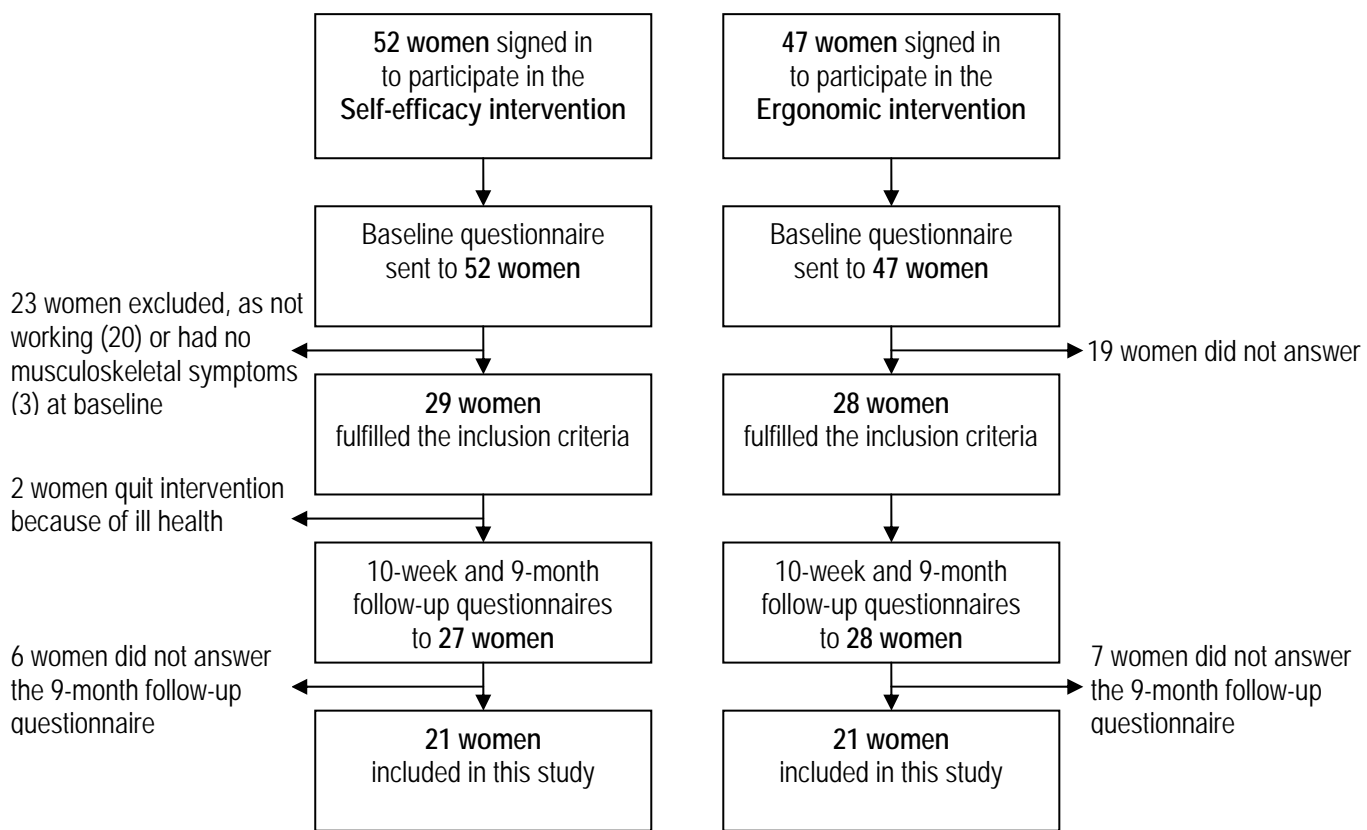 52 women signed in
to participate in the
Self-efficacy intervention
47 women signed in
to participate in the
Ergonomic intervention
Baseline questionnaire
sent to 52 women
Baseline questionnaire
sent to 47 women
23 women excluded, as not
working (20) or had no
musculoskeletal symptoms
(3) at baseline
19 women did not answer
29 women
fulfilled the inclusion criteria
28 women
fulfilled the inclusion criteria
2 women quit intervention
because of ill health
10-week and 9-month
follow-up questionnaires
to 27 women
10-week and 9-month
follow-up questionnaires
to 28 women
6 women did not answer
the 9-month follow-up
questionnaire
7 women did not answer
the 9-month follow-up
questionnaire
21 women
included in this study
21 women
included in this study